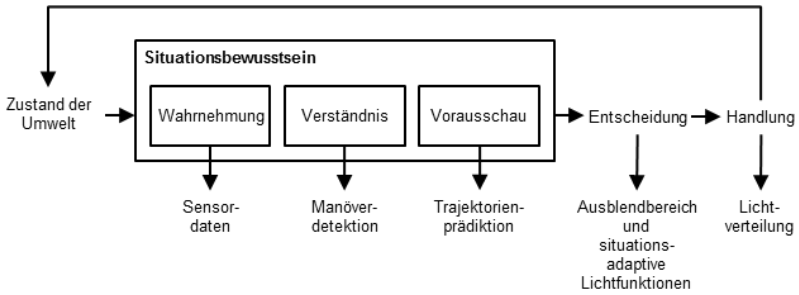 Situationsbewusstsein
Zustand der
Umwelt
Wahrnehmung
Verständnis
Vorausschau
Entscheidung
Handlung
Sensor-
daten
Manöver-
detektion
Trajektorien-
prädiktion
Ausblendbereich
und
situations-
adaptive
Lichtfunktionen
Licht-
verteilung